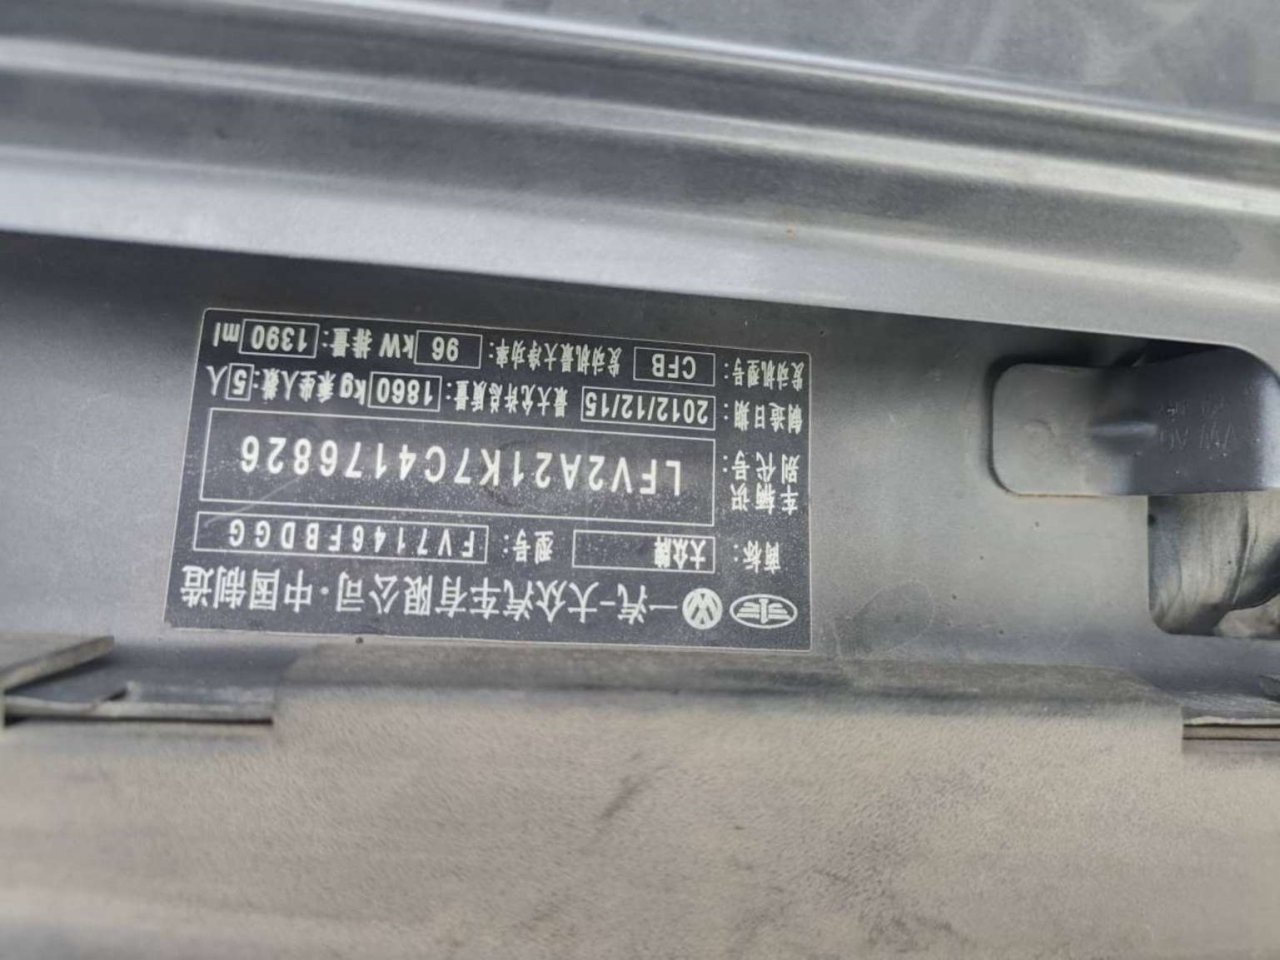 一汽-大众汽车有限公司·中国制造
商标: 大众牌 型号: FV7146FBDGG
车辆识别代号: LFV2A21K7C4176826
制造日期: 2012/12/15 最大允许总质量: 1860 kg 乘坐人数: 5 人
发动机型号: CFB 发动机最大净功率: 96 kW 排量: 1390 ml